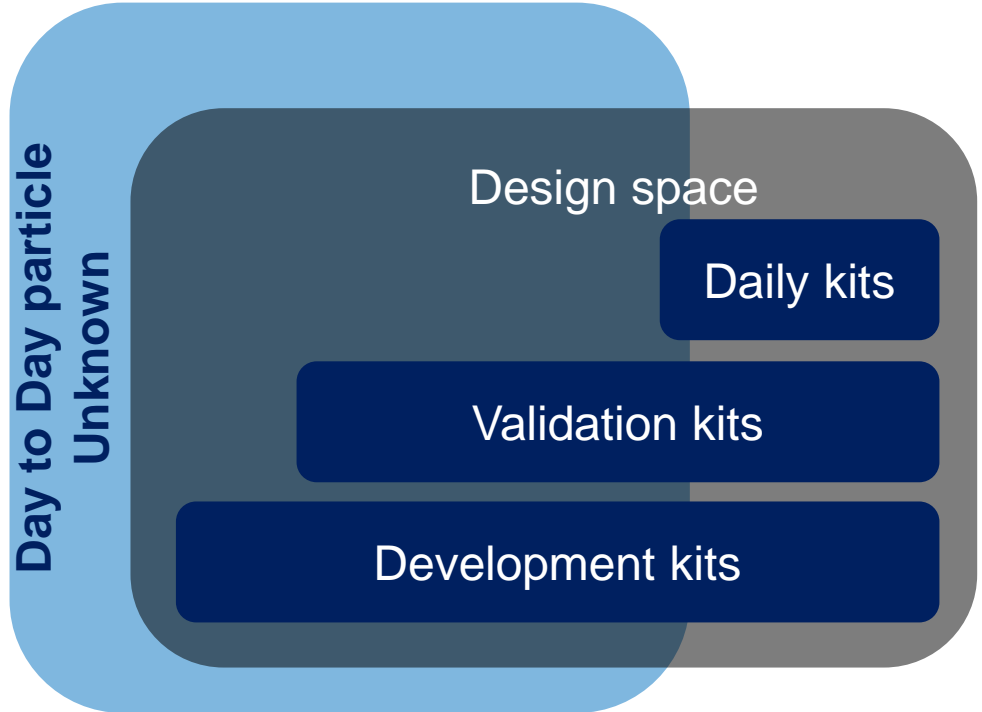 Day to Day particle
Unknown
Design space
Daily kits
Validation kits
Development kits